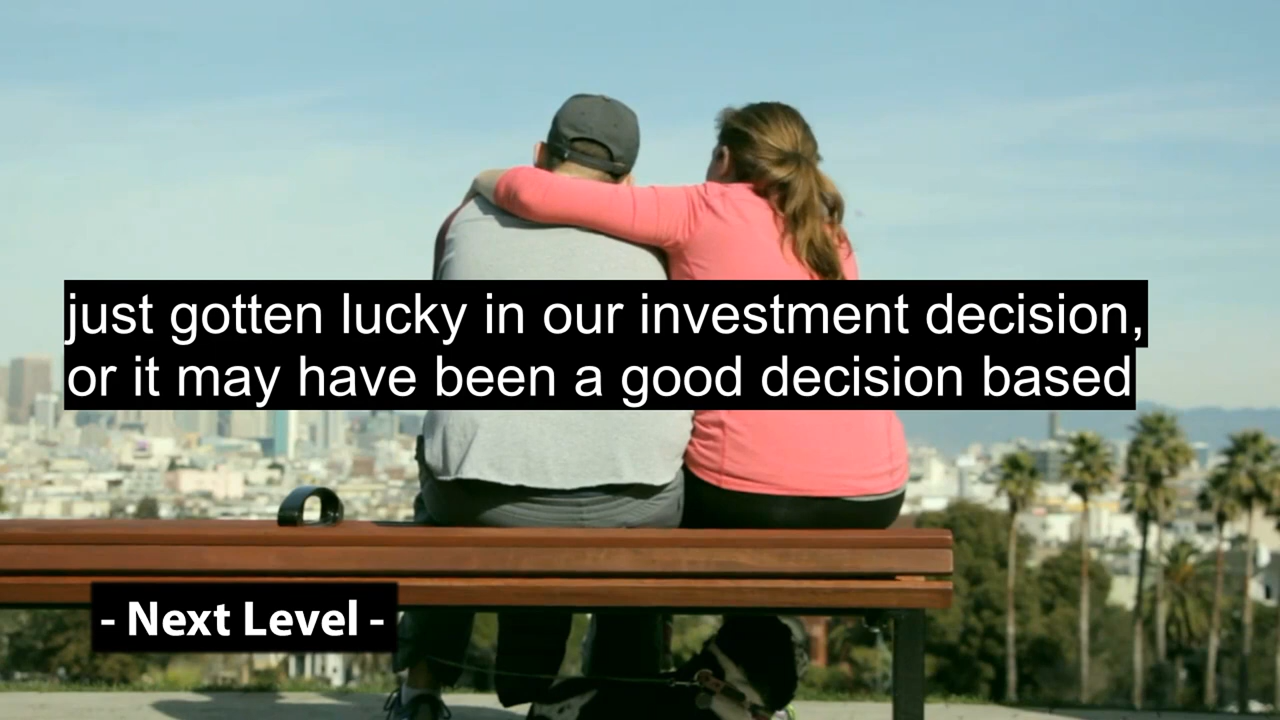 just gotten lucky in our investment decision,
or it may have been a good decision based
- Next Level -